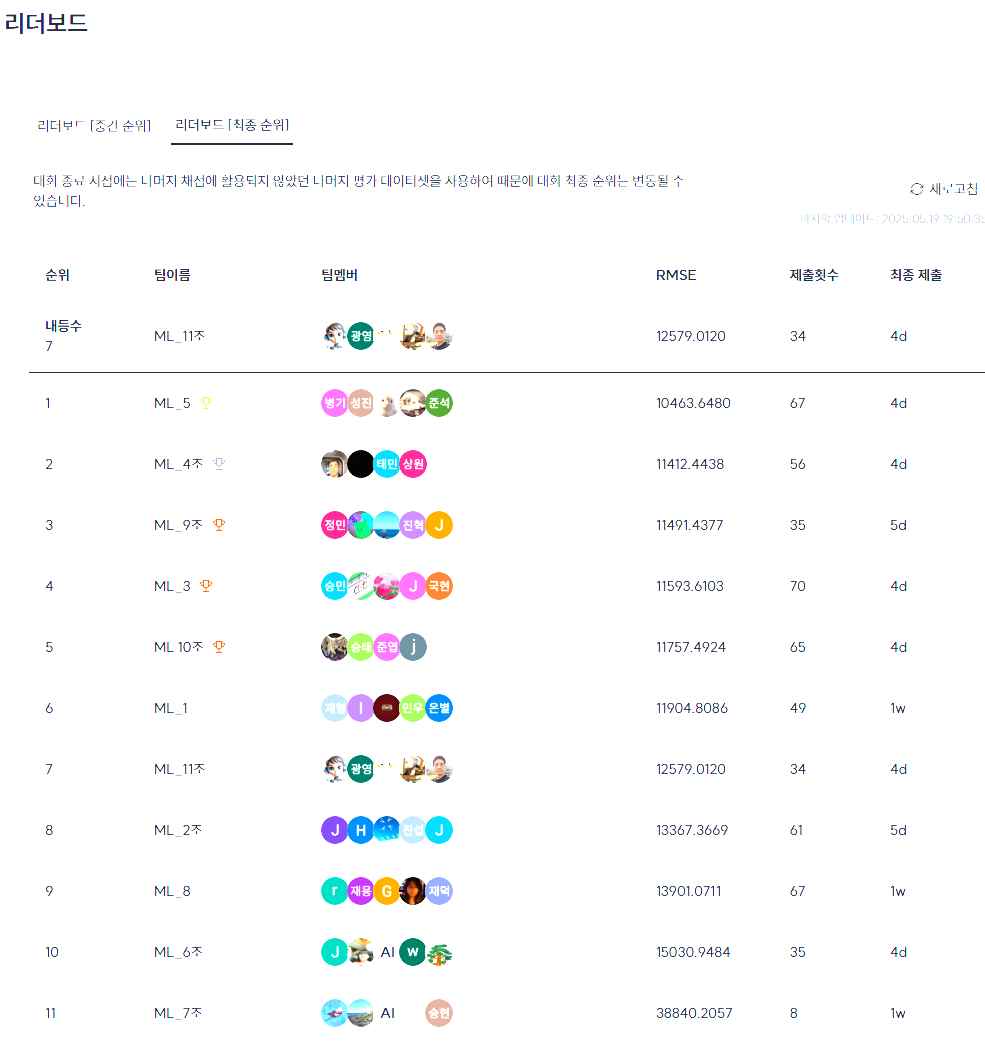 리더보드
리더보드 [중간 순위] 리더보드 [최종 순위]
대회 종료 시점에는 나머지 채점에 활용되지 않았던 나머지 평가 데이터셋을 사용하여 때문에 대회 최종 순위는 변동될 수
있습니다.
새로고침
마지막 업데이트: 2025.05.19 19:50:35
순위 팀이름 팀멤버 RMSE 제출횟수 최종 제출
내등수
7 ML_11조 광영 12579.0120 34 4d
1 ML_5 병기 성진 준석 10463.6480 67 4d
2 ML_4조 태민 상원 11412.4438 56 4d
3 ML_9조 정민 진혁 J 11491.4377 35 5d
4 ML_3 승민 J 국현 11593.6103 70 4d
5 ML 10조 승태 준엽 j 11757.4924 65 4d
6 ML_1 I 민우 은별 11904.8086 49 1w
7 ML_11조 광영 12579.0120 34 4d
8 ML_2조 J H J 13367.3669 61 5d
9 ML_8 r 재웅 G 재덕 13901.0711 67 1w
10 ML_6조 J AI w 15030.9484 35 4d
11 ML_7조 AI 승현 38840.2057 8 1w